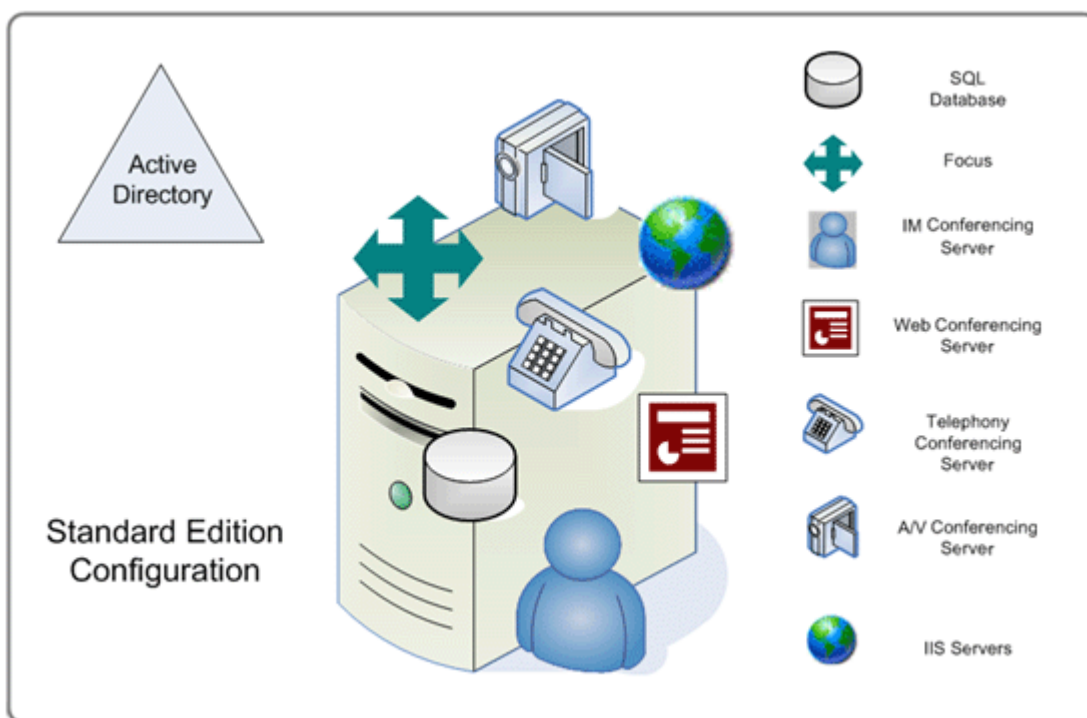 Active
Directory
Standard Edition
Configuration
SQL
Database
Focus
IM Conferencing
Server
Web Conferencing
Server
Telephony
Conferencing
Server
A/V Conferencing
Server
IIS Servers